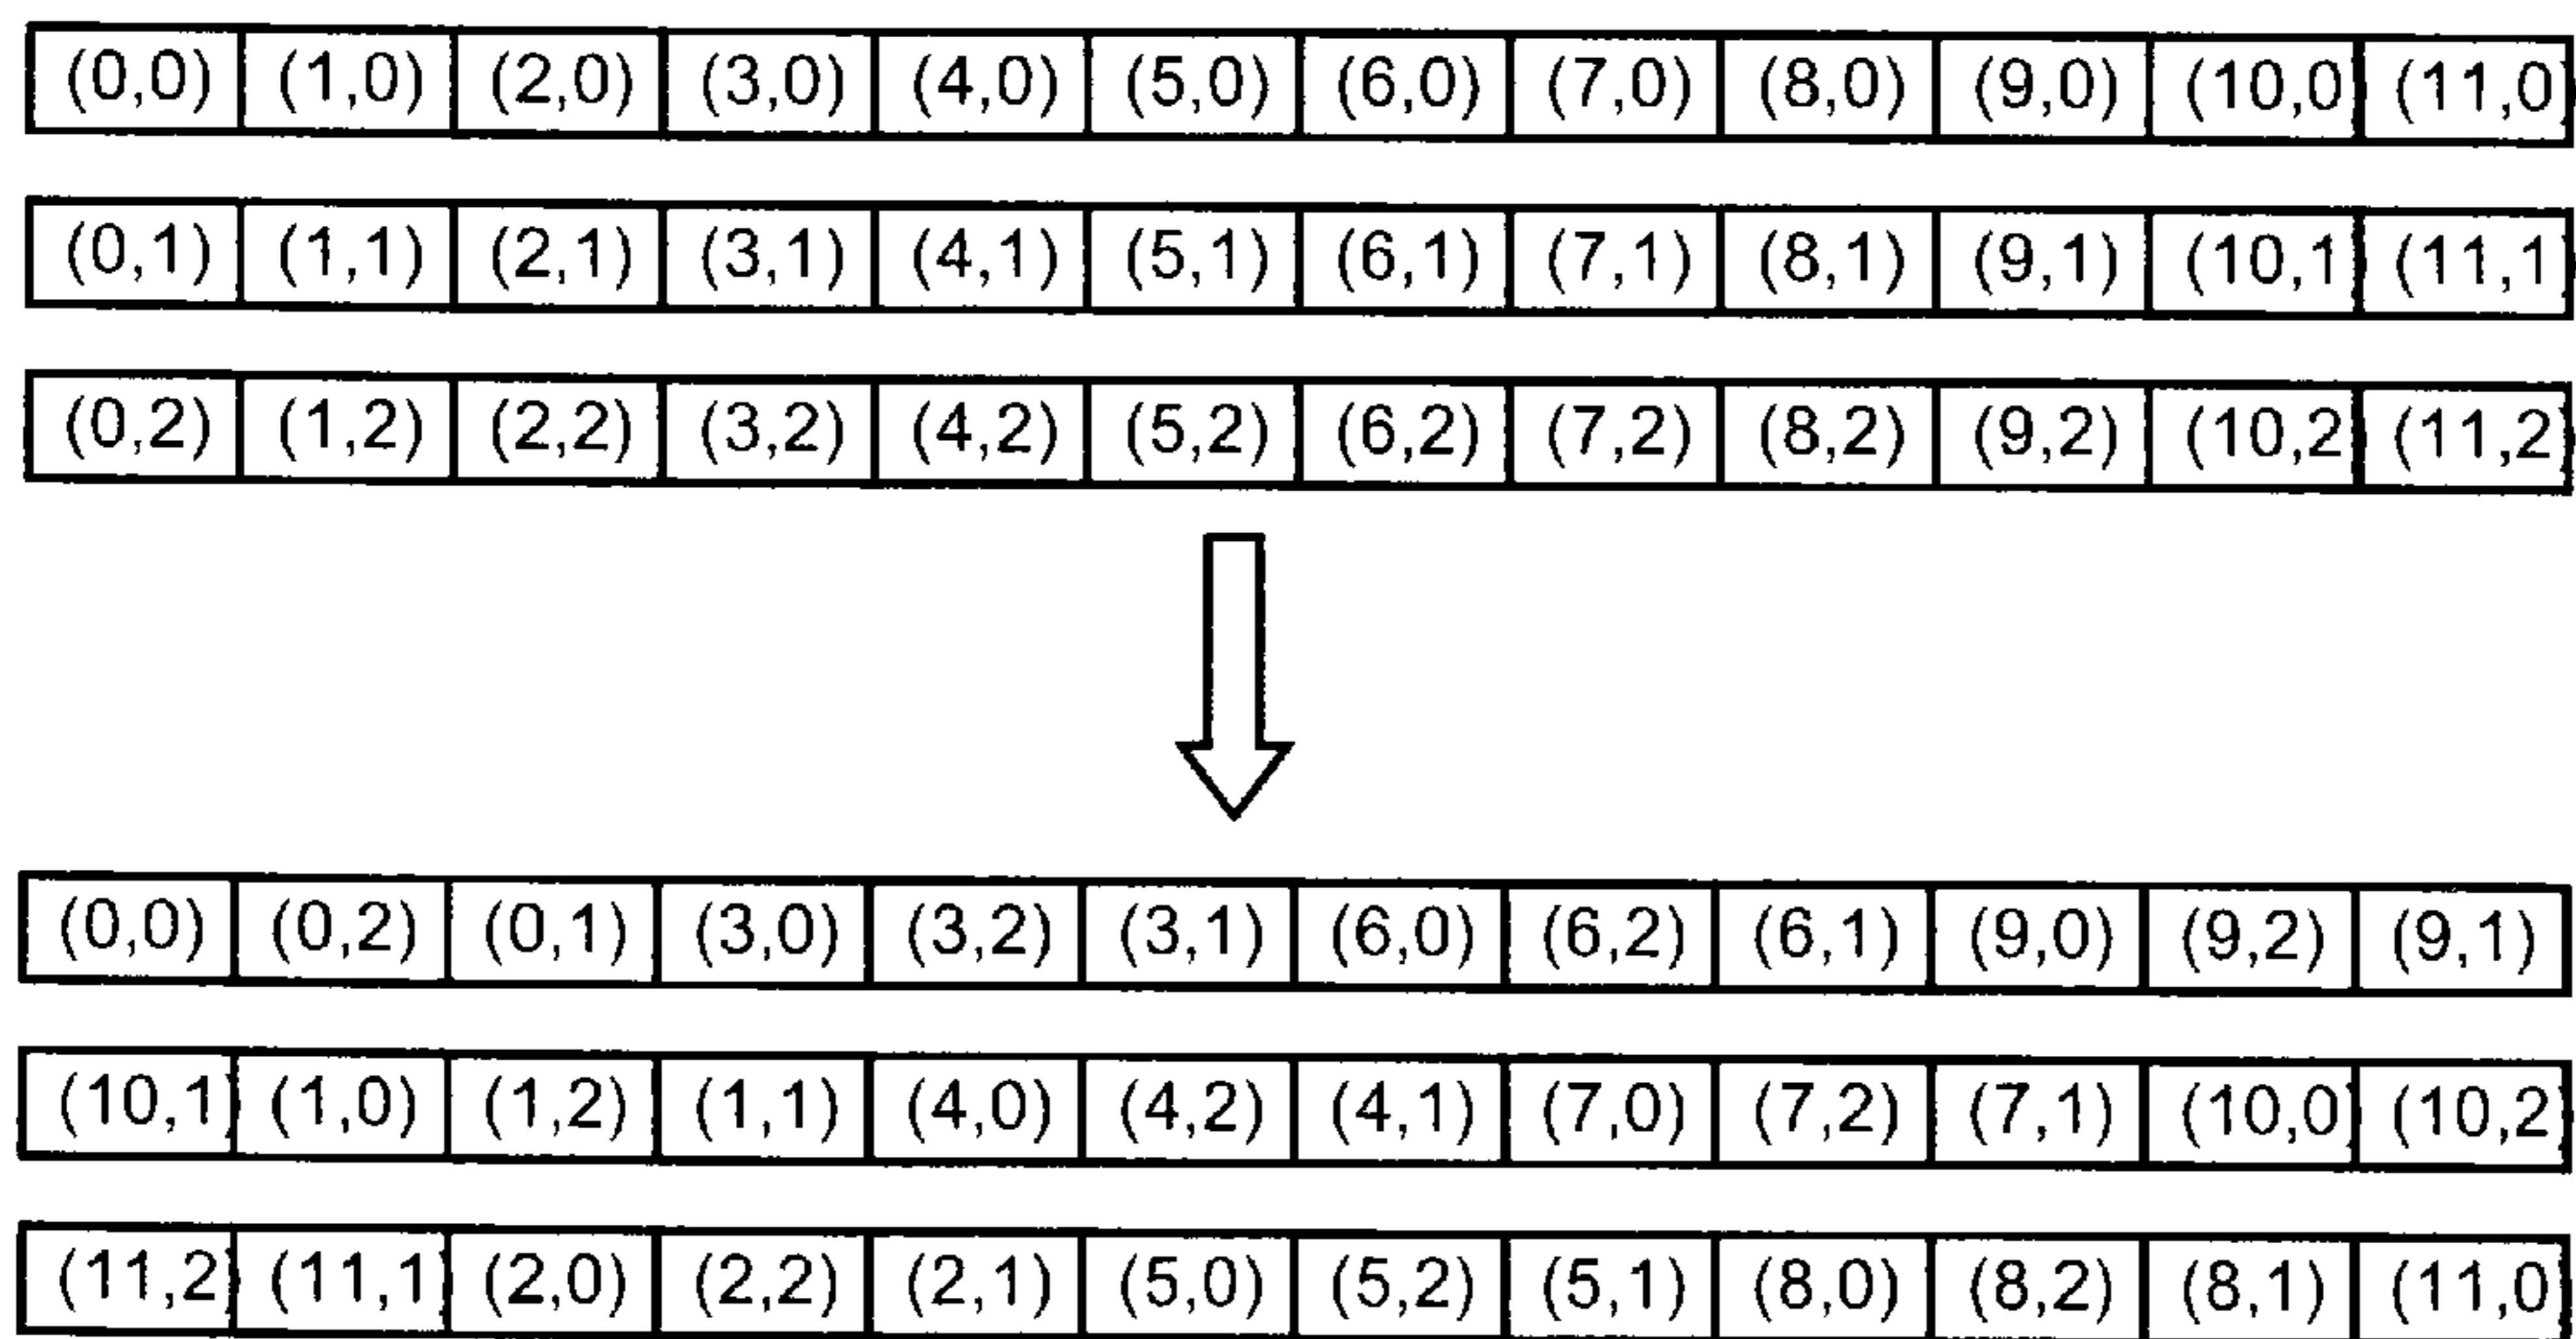 (0,0) (1,0) (2,0) (3,0) (4,0) (5,0) (6,0) (7,0) (8,0) (9,0) (10,0 (11,0
(0,1) (1,1) (2,1) (3,1) (4,1) (5,1) (6,1) (7,1) (8,1) (9,1) (10,1 (11,1
(0,2) (1,2) (2,2) (3,2) (4,2) (5,2) (6,2) (7,2) (8,2) (9,2) (10,2 (11,2
(0,0) (0,2) (0,1) (3,0) (3,2) (3,1) (6,0) (6,2) (6,1) (9,0) (9,2) (9,1)
(10,1 (1,0) (1,2) (1,1) (4,0) (4,2) (4,1) (7,0) (7,2) (7,1) (10,0 (10,2
(11,2 (11,1 (2,0) (2,2) (2,1) (5,0) (5,2) (5,1) (8,0) (8,2) (8,1) (11,0